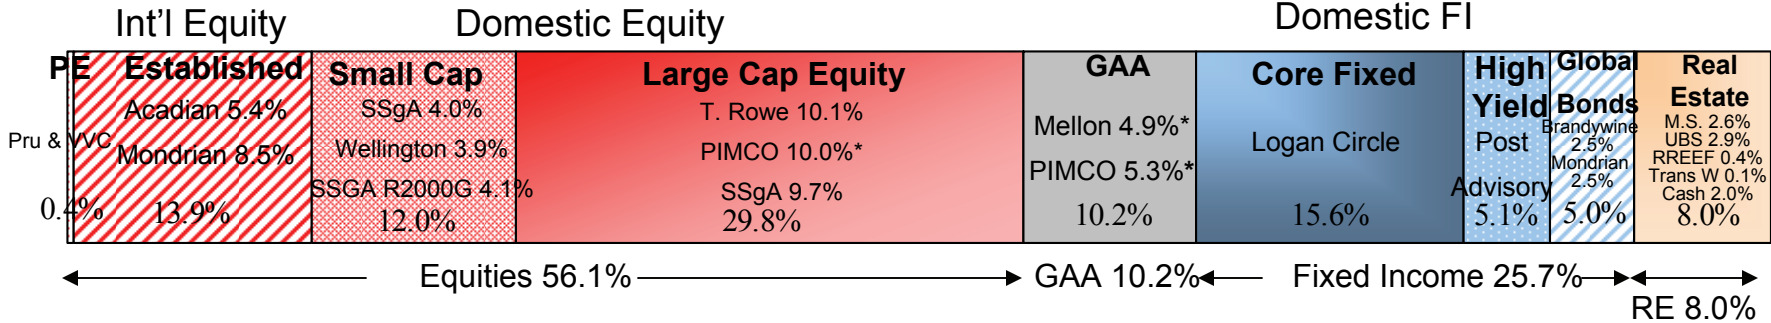 Int'l Equity
Domestic Equity
Domestic FI
PE
Pru & VVC
0.4%
Established
Acadian 5.4%
Mondrian 8.5%
13.9%
Small Cap
SSgA 4.0%
Wellington 3.9%
SSGA R2000G 4.1%
12.0%
Large Cap Equity
T. Rowe 10.1%
PIMCO 10.0%*
SSgA 9.7%
29.8%
GAA
Mellon 4.9%*
PIMCO 5.3%*
10.2%
Core Fixed
Logan Circle
15.6%
High
Yield
Post
Advisory
5.1%
Global
Bonds
Brandywine
2.5%
Mondrian
2.5%
5.0%
Real
Estate
M.S. 2.6%
UBS 2.9%
RREEF 0.4%
Trans W 0.1%
Cash 2.0%
8.0%
Equities 56.1%
GAA 10.2%
Fixed Income 25.7%
RE 8.0%